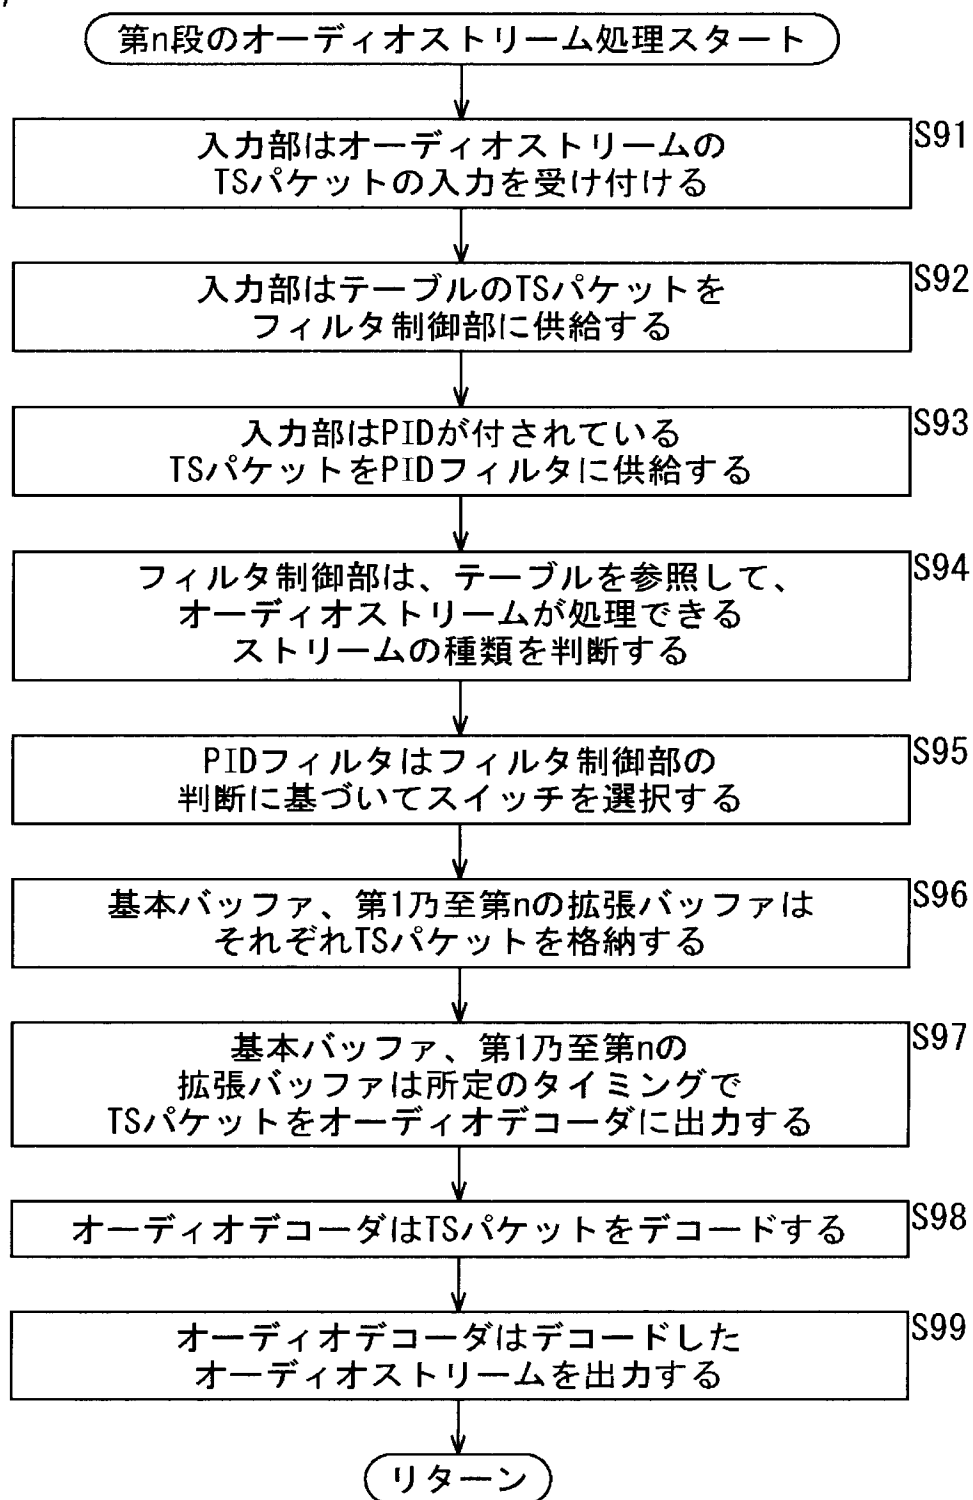 第n段のオーディオストリーム処理スタート
S91
入力部はオーディオストリームの
TSパケットの入力を受け付ける
S92
入力部はテーブルのTSパケットを
フィルタ制御部に供給する
S93
入力部はPIDが付されている
TSパケットをPIDフィルタに供給する
S94
フィルタ制御部は、テーブルを参照して、
オーディオストリームが処理できる
ストリームの種類を判断する
S95
PIDフィルタはフィルタ制御部の
判断に基づいてスイッチを選択する
S96
基本バッファ、第1乃至第nの拡張バッファは
それぞれTSパケットを格納する
S97
基本バッファ、第1乃至第nの
拡張バッファは所定のタイミングで
TSパケットをオーディオデコーダに出力する
S98
オーディオデコーダはTSパケットをデコードする
S99
オーディオデコーダはデコードした
オーディオストリームを出力する
リターン